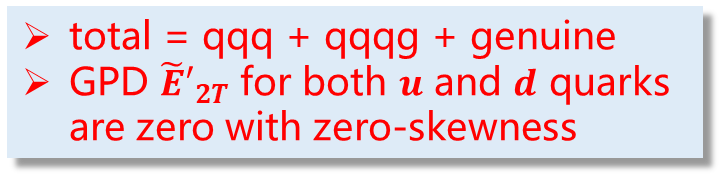 ➢ total = qqq + qqqg + genuine
➢ GPD Ẽ′₂T for both u and d quarks
are zero with zero-skewness